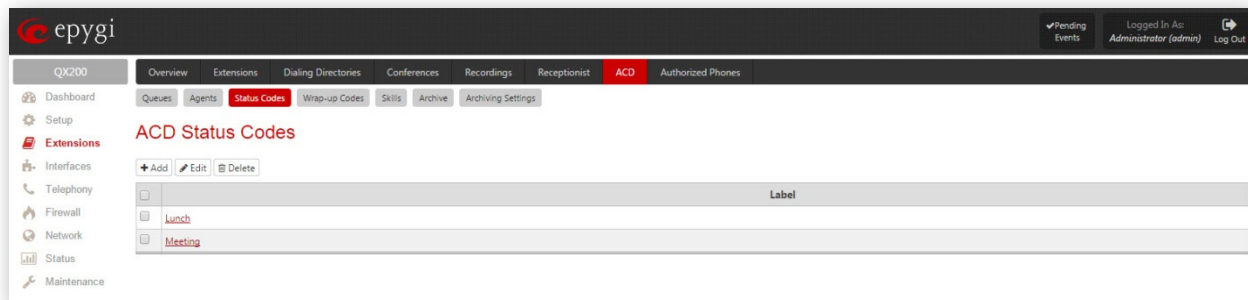 epygi
Pending Events
Logged In As:
Administrator (admin)
Log Out
QX200
Overview Extensions Dialing Directories Conferences Recordings Receptionist ACD Authorized Phones
Dashboard
Setup
Extensions
Interfaces
Telephony
Firewall
Network
Status
Maintenance
Queues Agents Status Codes Wrap-up Codes Skills Archive Archiving Settings
ACD Status Codes
Add Edit Delete
Label
Lunch
Meeting